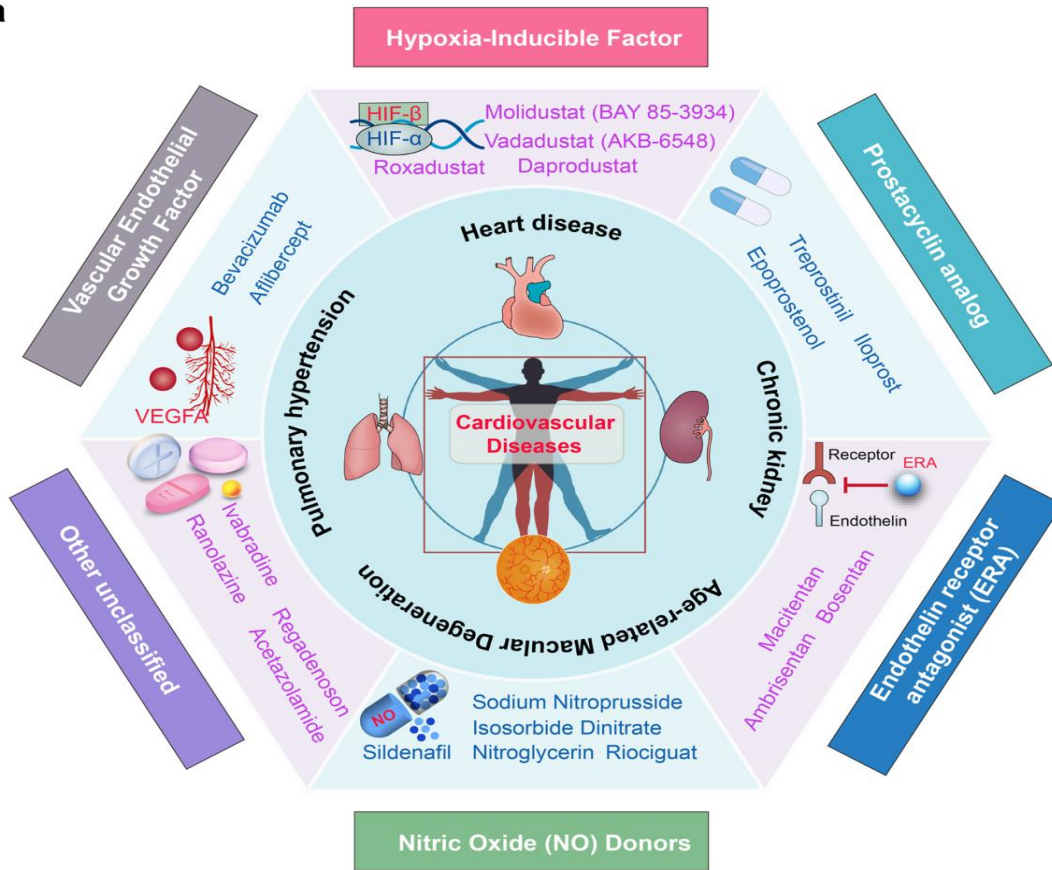 a
Hypoxia-Inducible Factor
HIF-β
HIF-α
Roxadustat
Molidustat (BAY 85-3934)
Vadadustat (AKB-6548)
Daprodustat
Prostacyclin analog
Treprostinil
Iloprost
Epoprostenol
Endothelin receptor
antagonist (ERA)
Receptor
ERA
Endothelin
Macitentan
Bosentan
Ambrisentan
Nitric Oxide (NO) Donors
NO
Sildenafil
Sodium Nitroprusside
Isosorbide Dinitrate
Nitroglycerin Riociguat
Other unclassified
Ivabradine
Ranolazine
Regadenoson
Acetazolamide
Vascular Endothelial
Growth Factor
Bevacizumab
Aflibercept
VEGFA
Heart disease
Chronic kidney
Age-related Macular Degeneration
Pulmonary hypertension
Cardiovascular
Diseases